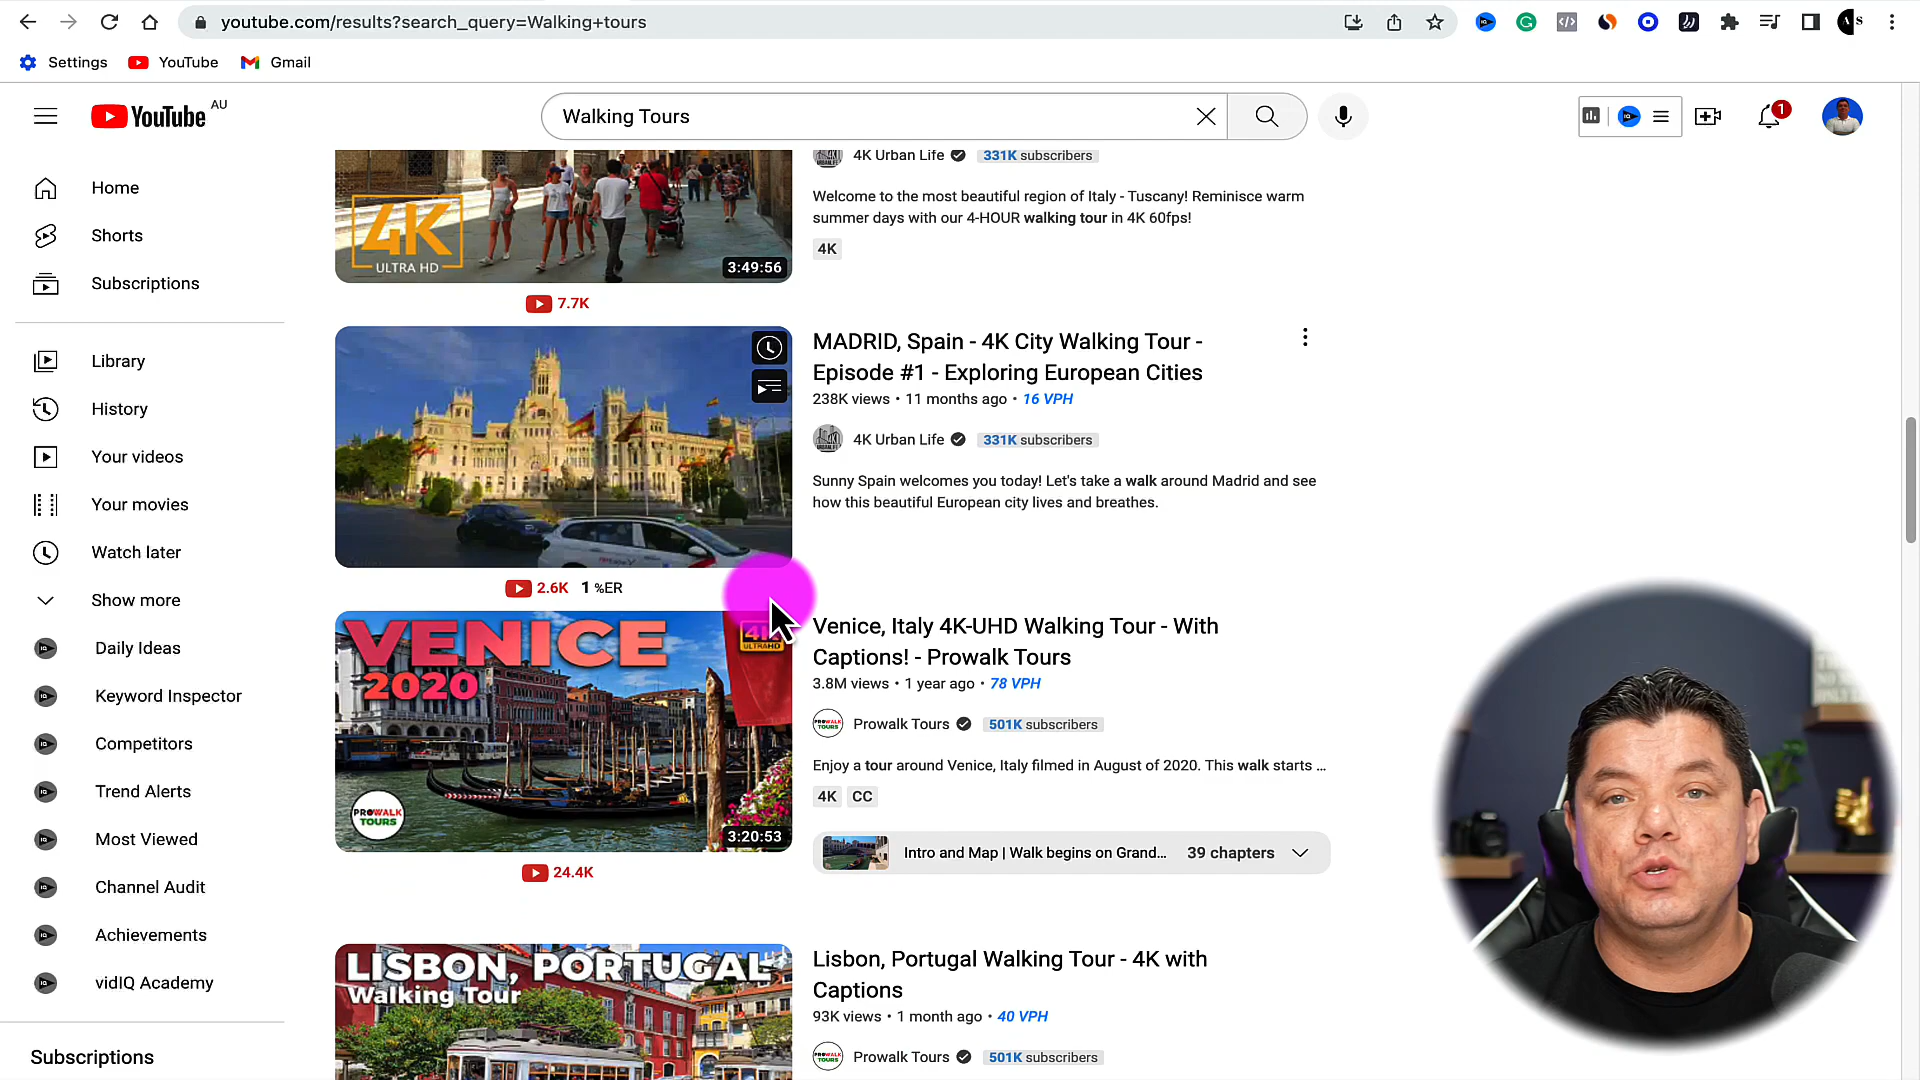 youtube.com/results?search_query=Walking+tours
Settings
YouTube
Gmail
YouTube
AU
Walking Tours
1
Home
Shorts
Subscriptions
Library
History
Your videos
Your movies
Watch later
Show more
Daily Ideas
Keyword Inspector
Competitors
Trend Alerts
Most Viewed
Channel Audit
Achievements
vidIQ Academy
Subscriptions
4K
ULTRA HD
3:49:56
7.7K
4K Urban Life
331K subscribers
Welcome to the most beautiful region of Italy - Tuscany! Reminisce warm
summer days with our 4-HOUR walking tour in 4K 60fps!
4K
MADRID, Spain - 4K City Walking Tour -
Episode #1 - Exploring European Cities
238K views • 11 months ago • 16 VPH
4K Urban Life
331K subscribers
Sunny Spain welcomes you today! Let's take a walk around Madrid and see
how this beautiful European city lives and breathes.
2.6K 1 %ER
VENICE
2020
4K
ULTRAHD
PROWALK
TOURS
3:20:53
24.4K
Venice, Italy 4K-UHD Walking Tour - With
Captions! - Prowalk Tours
3.8M views • 1 year ago • 78 VPH
Prowalk Tours
501K subscribers
Enjoy a tour around Venice, Italy filmed in August of 2020. This walk starts ...
4K CC
Intro and Map | Walk begins on Grand... 39 chapters
LISBON, PORTUGAL
Walking Tour
Lisbon, Portugal Walking Tour - 4K with
Captions
93K views • 1 month ago • 40 VPH
Prowalk Tours
501K subscribers